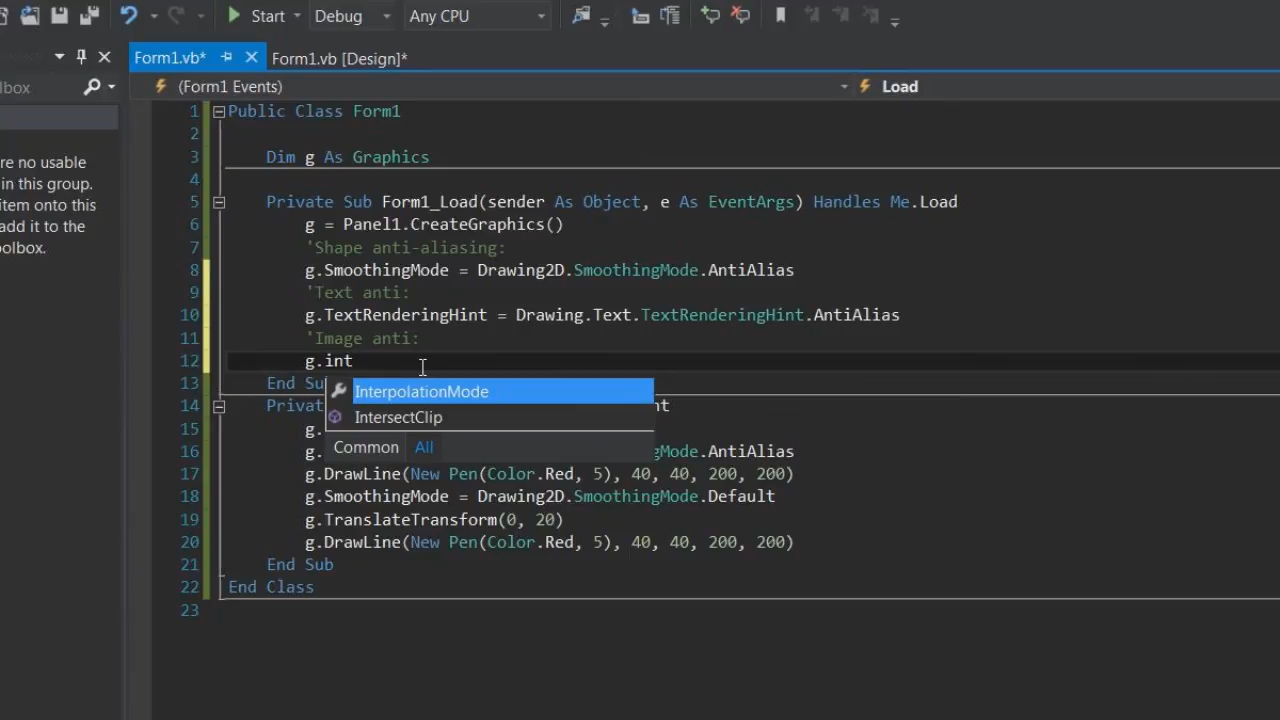 Start Debug Any CPU
Form1.vb* Form1.vb [Design]*
lbox
(Form1 Events) Load
re no usable
in this group.
item onto this
add it to the
oolbox.
1 Public Class Form1
2
3 Dim g As Graphics
4
5 Private Sub Form1_Load(sender As Object, e As EventArgs) Handles Me.Load
6 g = Panel1.CreateGraphics()
7 'Shape anti-aliasing:
8 g.SmoothingMode = Drawing2D.SmoothingMode.AntiAlias
9 'Text anti:
10 g.TextRenderingHint = Drawing.Text.TextRenderingHint.AntiAlias
11 'Image anti:
12 g.int
InterpolationMode
IntersectClip
Common All
13 End Su
14 Privat nt
15 g.
16 g. gMode.AntiAlias
17 g.DrawLine(New Pen(Color.Red, 5), 40, 40, 200, 200)
18 g.SmoothingMode = Drawing2D.SmoothingMode.Default
19 g.TranslateTransform(0, 20)
20 g.DrawLine(New Pen(Color.Red, 5), 40, 40, 200, 200)
21 End Sub
22 End Class
23